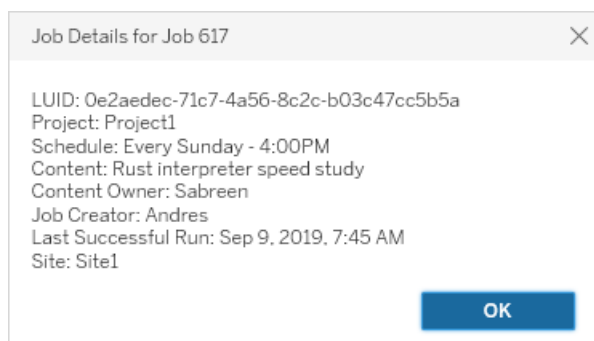 Job Details for Job 617
LUID: 0e2aedec-71c7-4a56-8c2c-b03c47cc5b5a
Project: Project1
Schedule: Every Sunday - 4:00PM
Content: Rust interpreter speed study
Content Owner: Sabreen
Job Creator: Andres
Last Successful Run: Sep 9, 2019, 7:45 AM
Site: Site1
OK